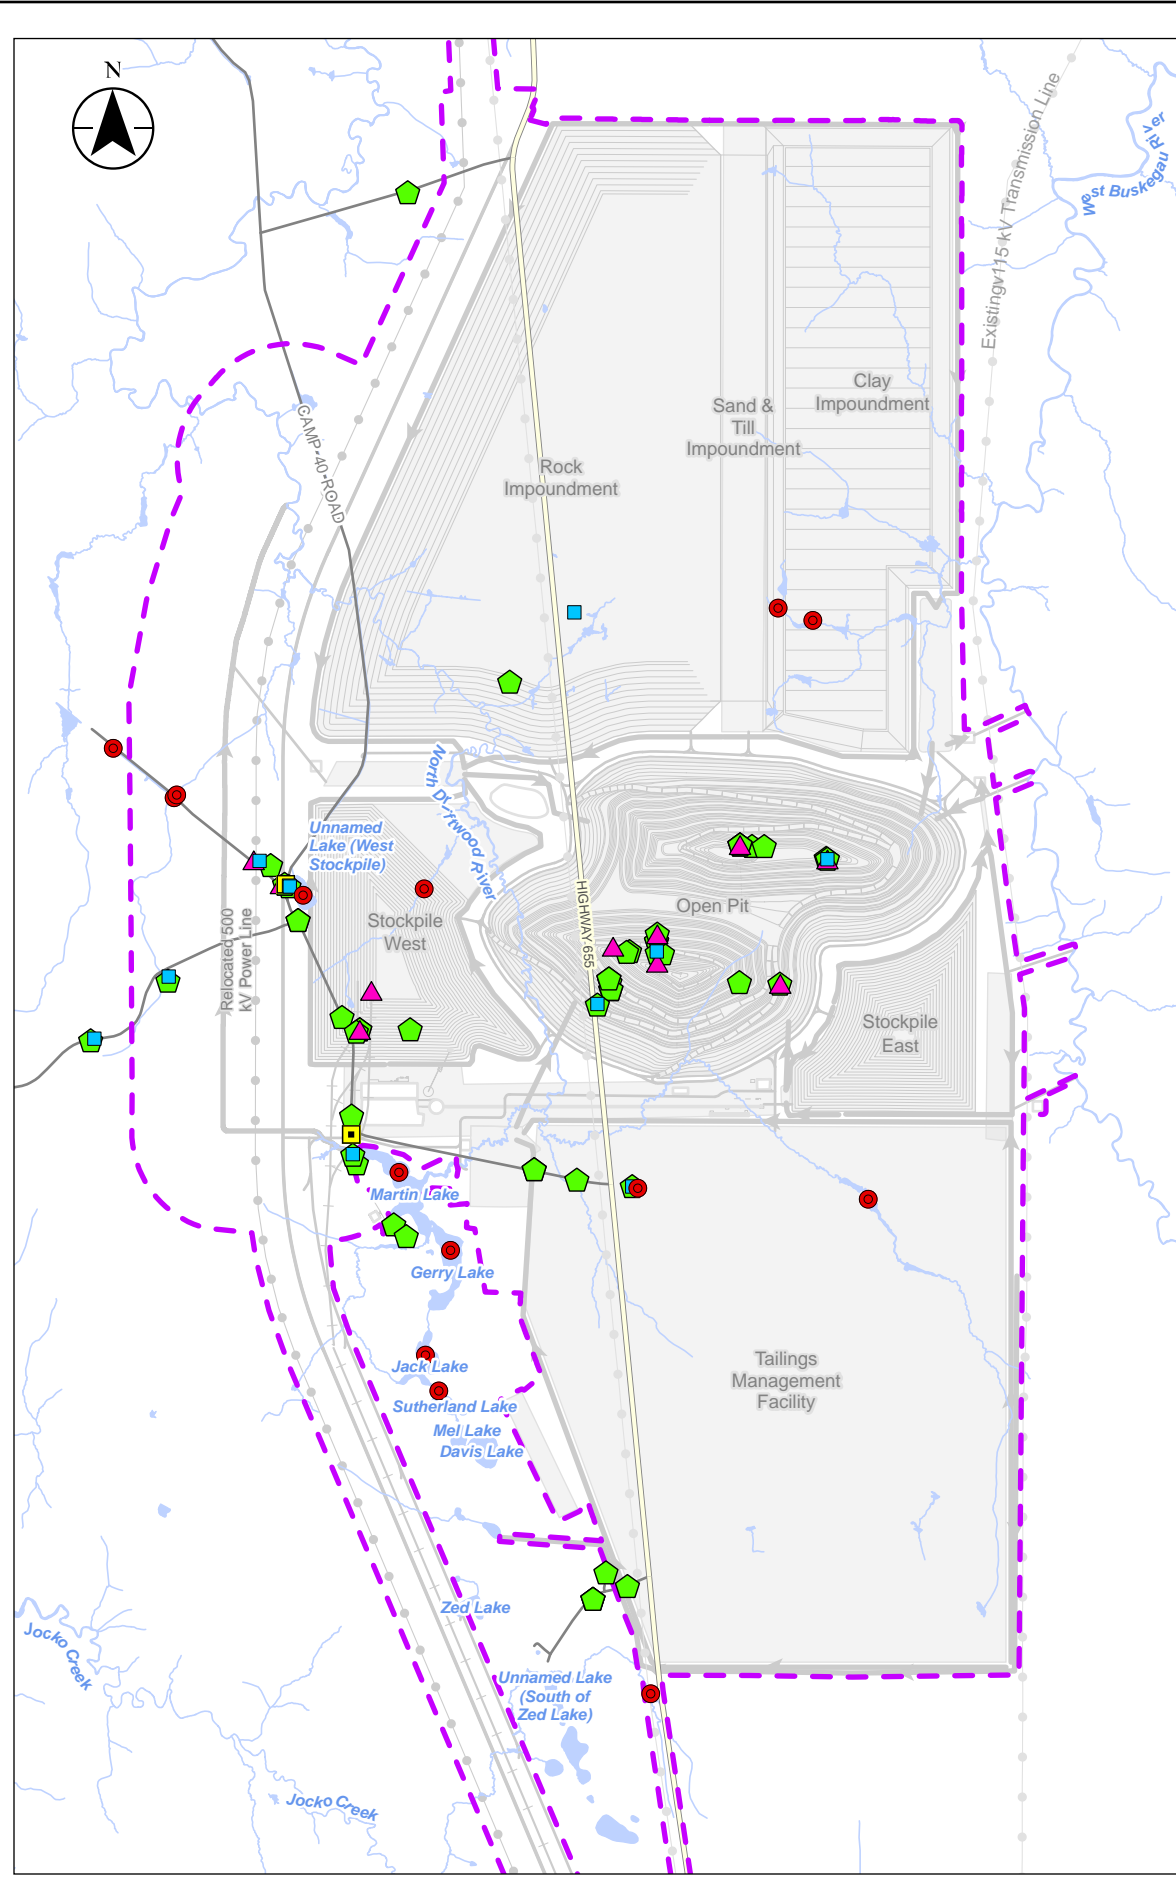 N
Existingv115 kV Transmission Line
West Buskegau River
CAMP 40 ROAD
Clay
Impoundment
Sand &
Till
Impoundment
Rock
Impoundment
North Driftwood River
Unnamed
Lake (West
Stockpile)
HIGHWAY 655
Open Pit
Stockpile
West
Relocated 500
kV Power Line
Stockpile
East
Martin Lake
Gerry Lake
Jack Lake
Tailings
Management
Facility
Sutherland Lake
Mel Lake
Davis Lake
Zed Lake
Jocko Creek
Unnamed Lake
(South of
Zed Lake)
Jocko Creek